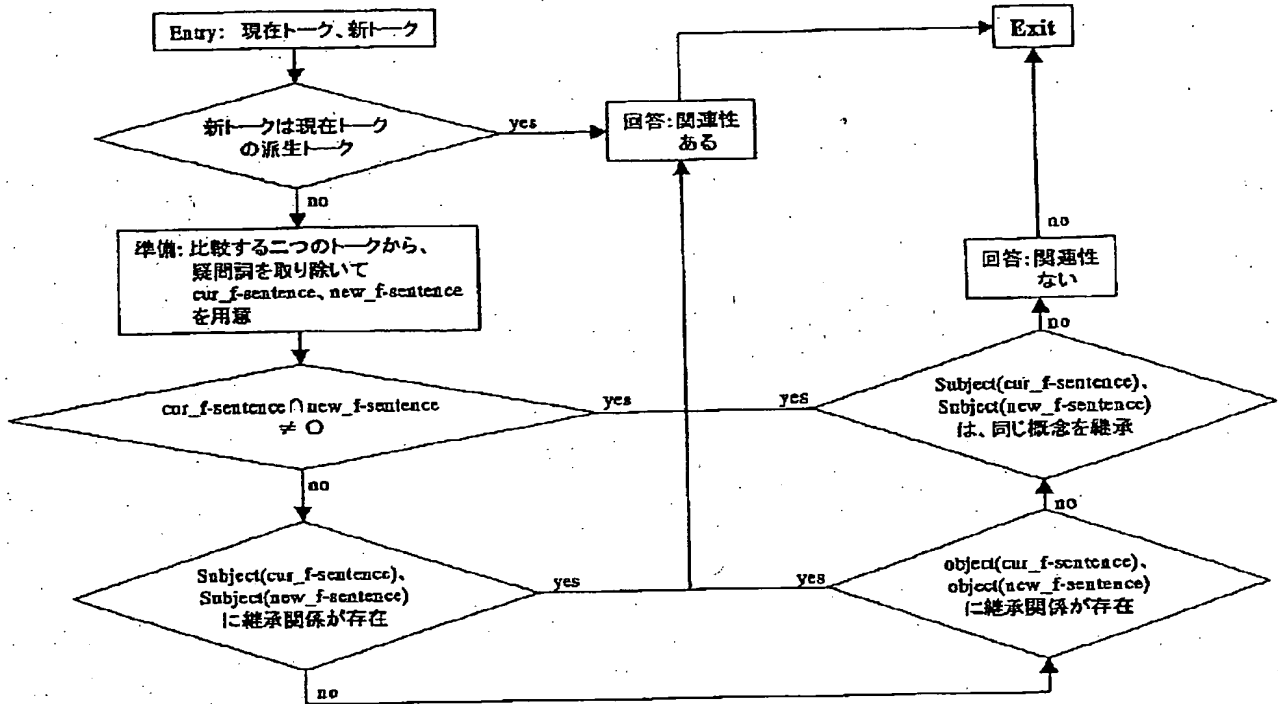 Entry: 現在トーク、新トーク
新トークは現在トーク
の派生トーク
yes
no
準備: 比較する二つのトークから、
疑問詞を取り除いて
cur_f-sentence、new_f-sentence
を用意
cur_f-sentence∩new_f-sentence
≠ O
yes
no
Subject(cur_f-sentence)、
Subject(new_f-sentence)
に継承関係が存在
yes
no
回答:関連性
ある
Exit
no
回答:関連性
ない
no
Subject(cur_f-sentence)、
Subject(new_f-sentence)
は、同じ概念を継承
yes
no
object(cur_f-sentence)、
object(new_f-sentence)
に継承関係が存在
yes